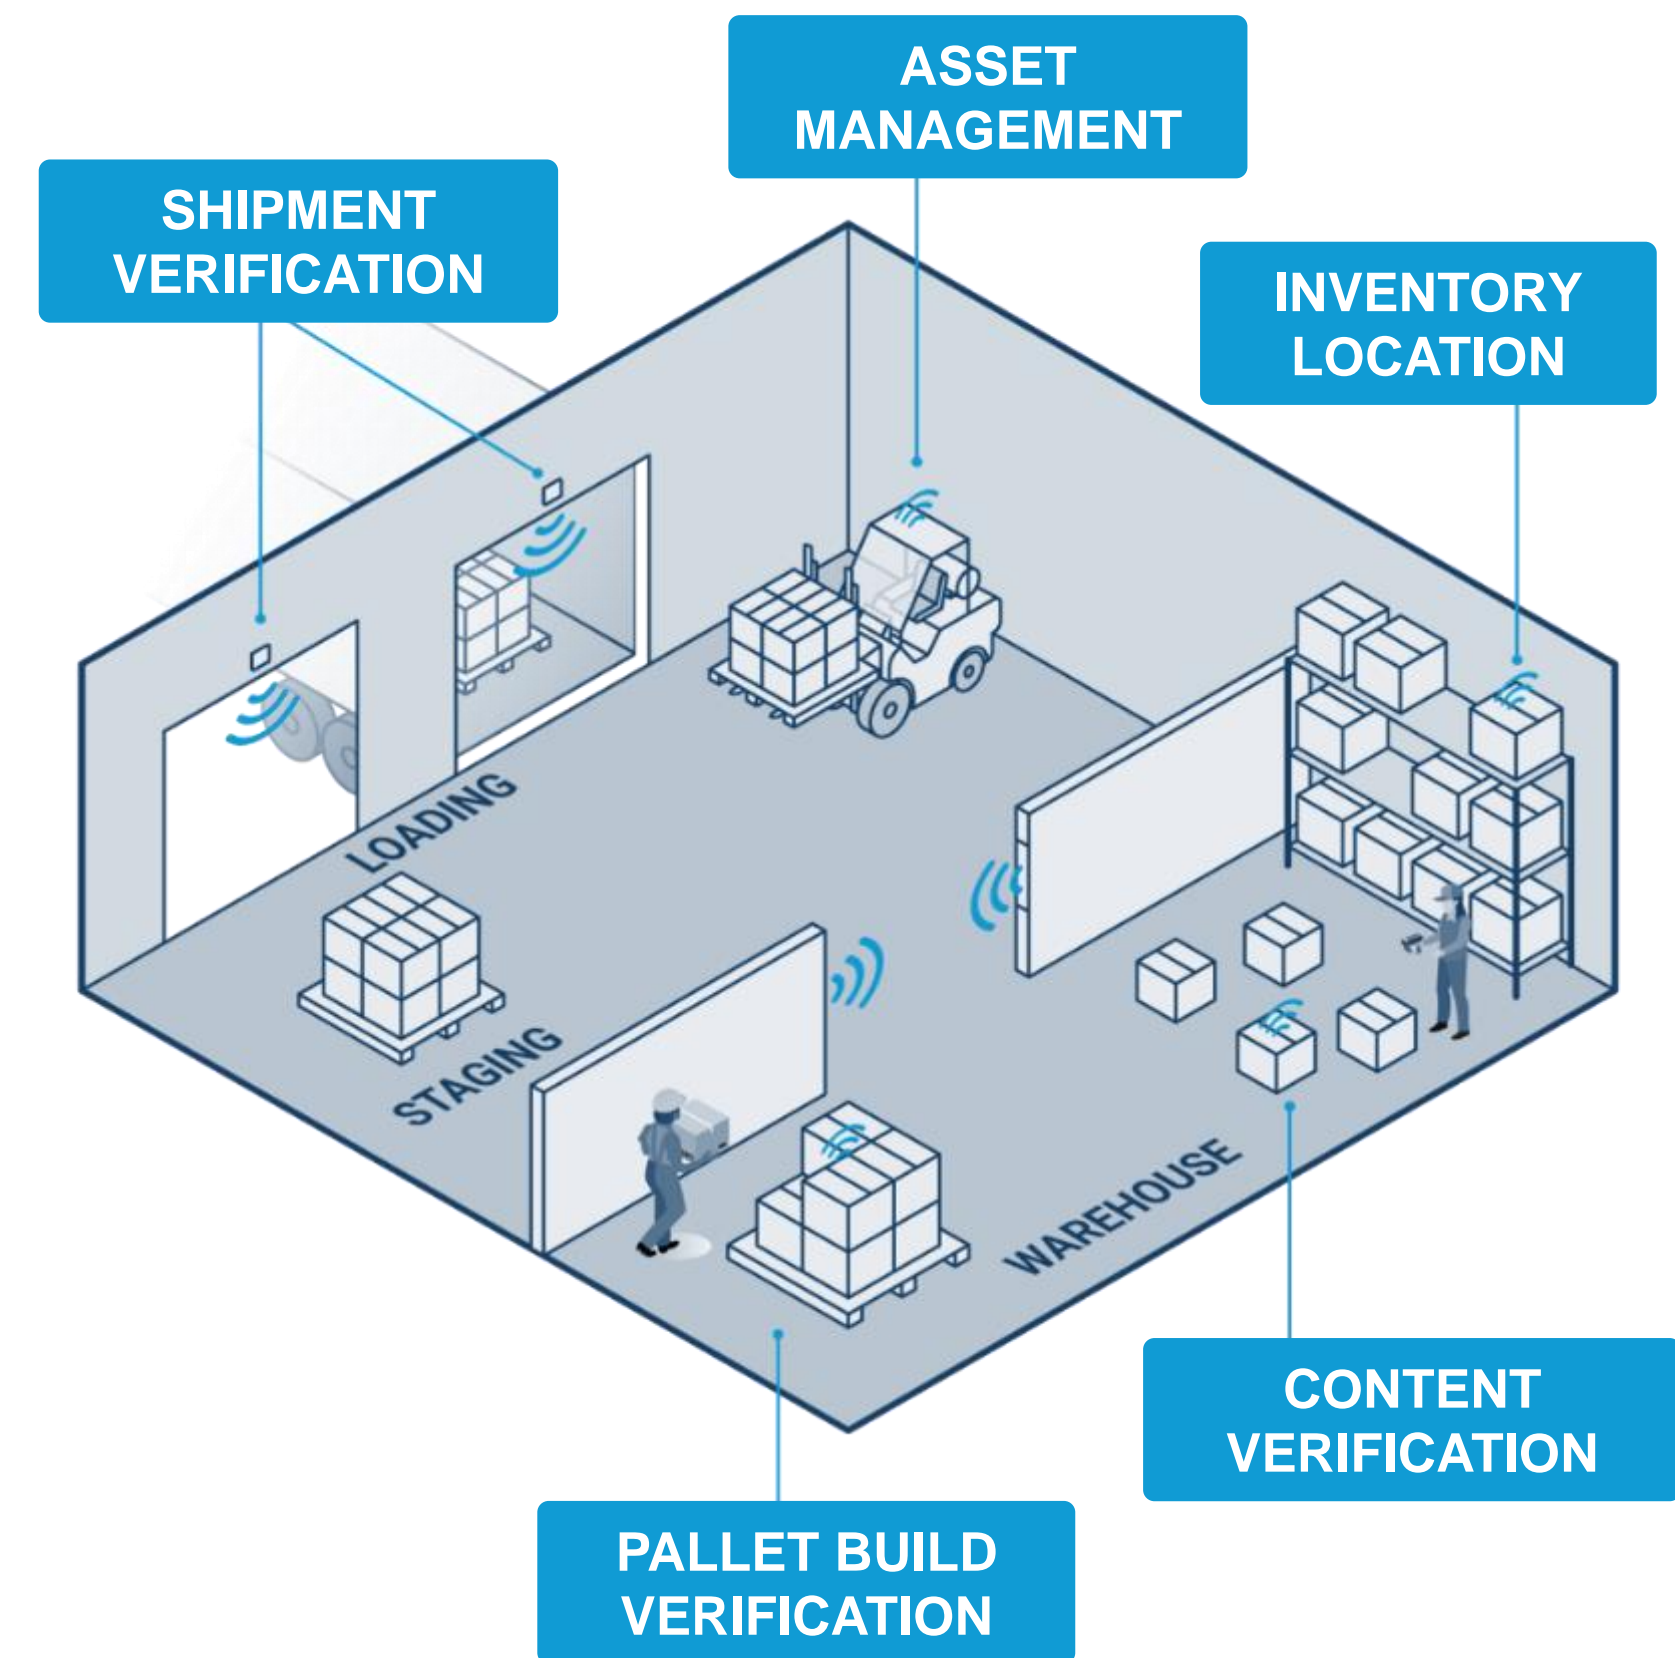 ASSET
MANAGEMENT
SHIPMENT
VERIFICATION
INVENTORY
LOCATION
LOADING
STAGING
WAREHOUSE
CONTENT
VERIFICATION
PALLET BUILD
VERIFICATION